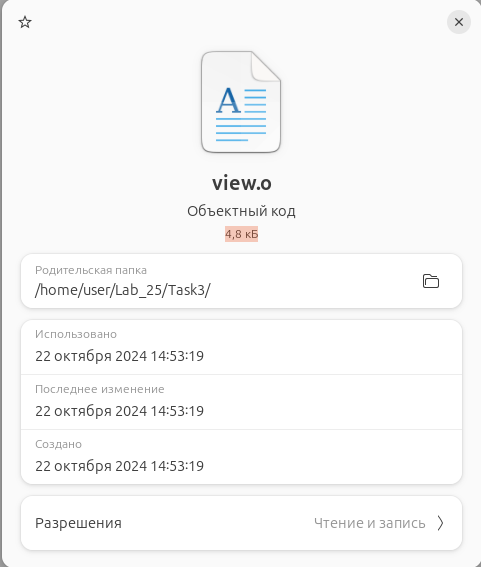 view.o
Объектный код
4,8 кБ
Родительская папка
/home/user/Lab_25/Task3/
Использовано
22 октября 2024 14:53:19
Последнее изменение
22 октября 2024 14:53:19
Создано
22 октября 2024 14:53:19
Разрешения Чтение и запись